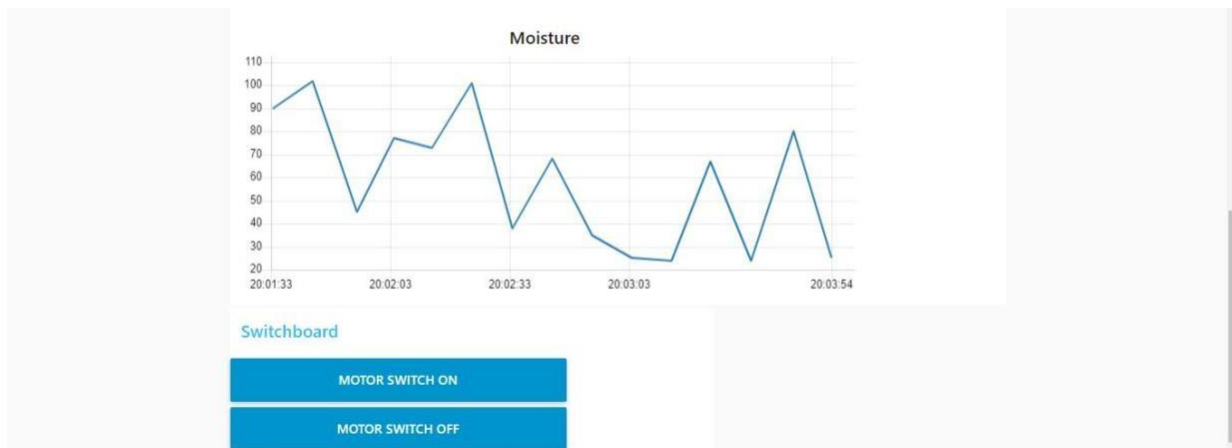 Moisture
110
100
90
80
70
60
50
40
30
20
20:01:33 20:02:03 20:02:33 20:03:03 20:03:54
Switchboard
MOTOR SWITCH ON
MOTOR SWITCH OFF